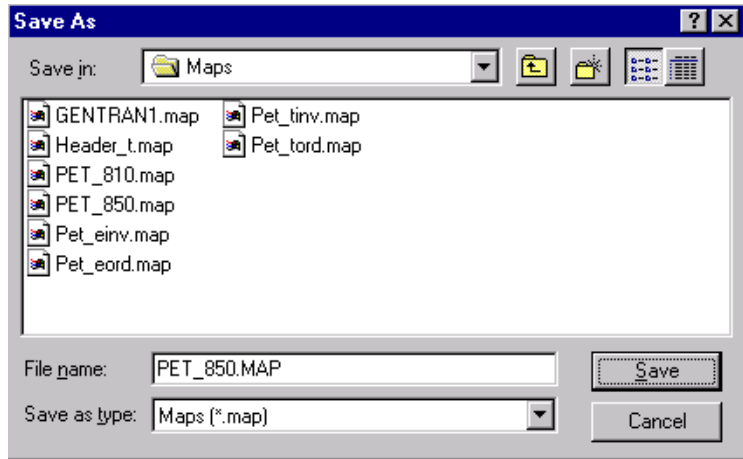 Save As
Save in: Maps
GENTRAN1.map Pet_tinv.map
Header_t.map Pet_tord.map
PET_810.map
PET_850.map
Pet_einv.map
Pet_eord.map
File name: PET_850.MAP Save
Save as type: Maps (*.map) Cancel